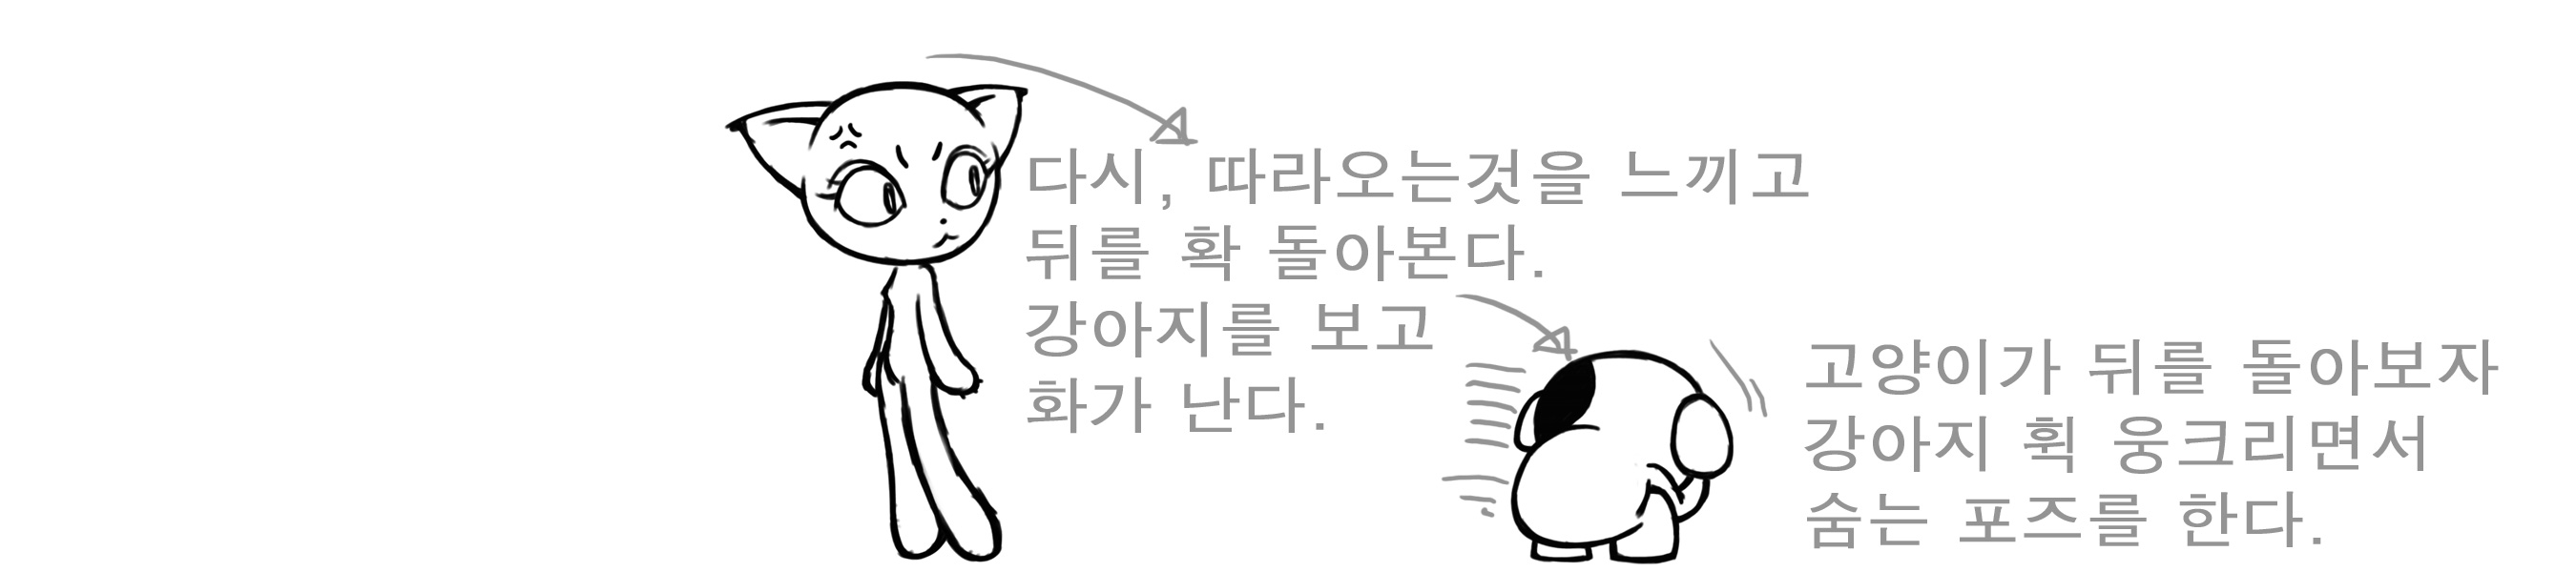 다시, 따라오는것을 느끼고
뒤를 확 돌아본다.
강아지를 보고
화가 난다.
고양이가 뒤를 돌아보자
강아지 휙 웅크리면서
숨는 포즈를 한다.